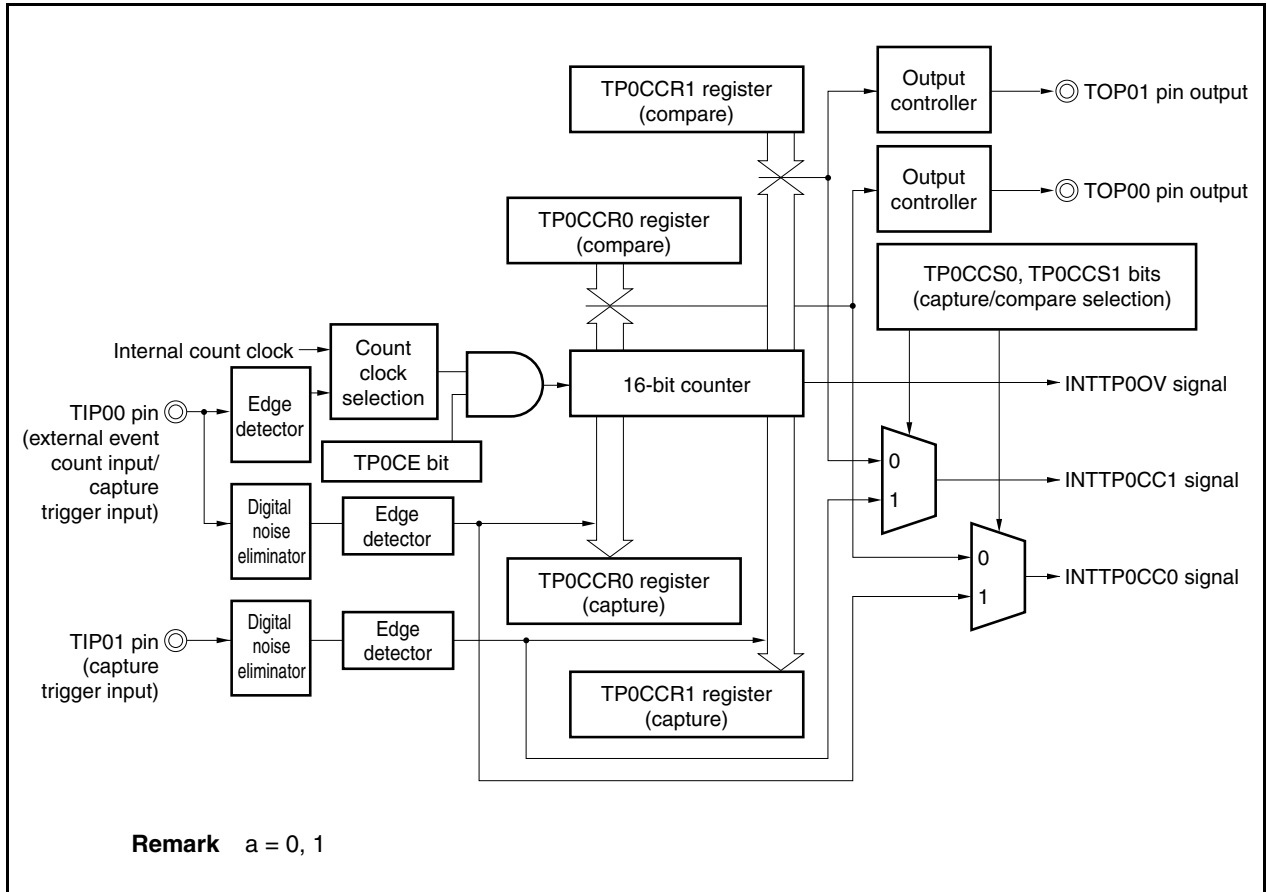 TP0CCR1 register
(compare)
Output
controller
TOP01 pin output
Output
controller
TOP00 pin output
TP0CCR0 register
(compare)
TP0CCS0, TP0CCS1 bits
(capture/compare selection)
Internal count clock
Count
clock
selection
16-bit counter
INTTP0OV signal
TIP00 pin
(external event
count input/
capture
trigger input)
Edge
detector
TP0CE bit
0
1
INTTP0CC1 signal
Digital
noise
eliminator
Edge
detector
0
1
INTTP0CC0 signal
TP0CCR0 register
(capture)
TIP01 pin
(capture
trigger input)
Digital
noise
eliminator
Edge
detector
TP0CCR1 register
(capture)
Remark a = 0, 1